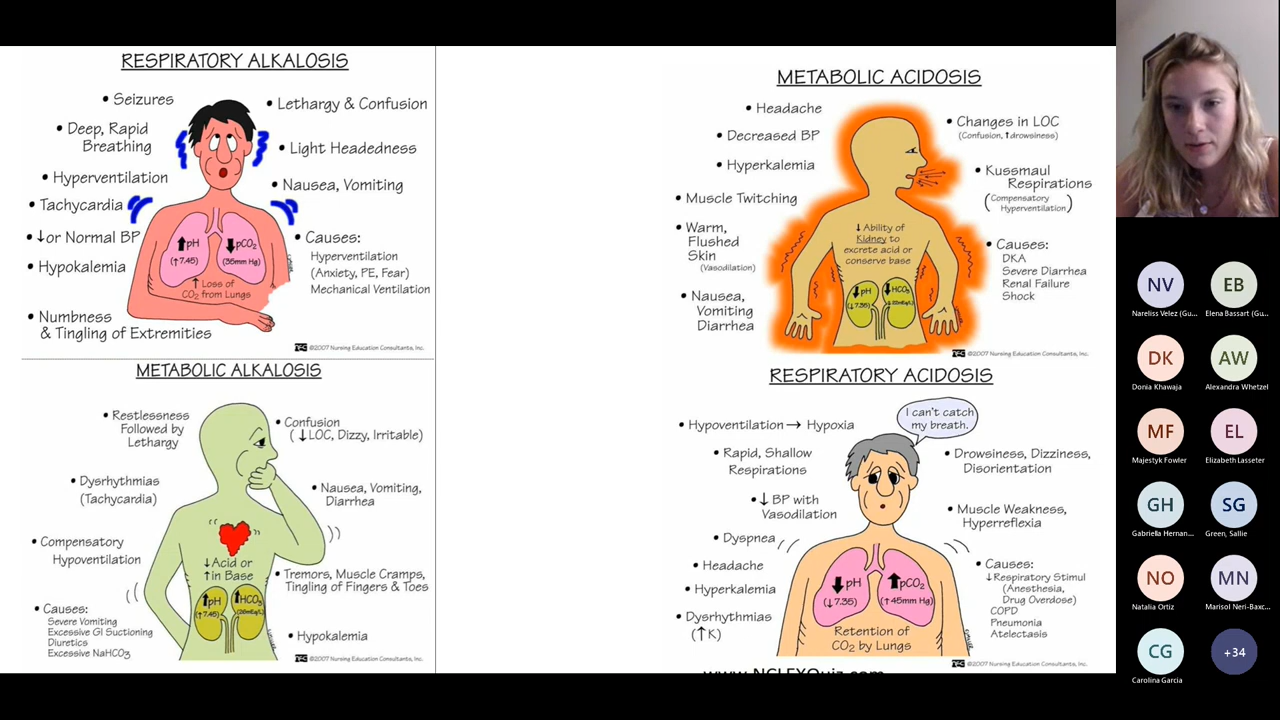 RESPIRATORY ALKALOSIS
• Seizures
• Deep, Rapid
Breathing
• Hyperventilation
• Tachycardia
• ↓or Normal BP
• Hypokalemia
• Numbness
& Tingling of Extremities
• Lethargy & Confusion
• Light Headedness
• Nausea, Vomiting
• Causes:
Hyperventilation
(Anxiety, PE, Fear)
Mechanical Ventilation
↑pH
(↑7.45)
↓pCO2
(35mm Hg)
↑ Loss of
CO2 from Lungs
©2007 Nursing Education Consultants, Inc.
METABOLIC ALKALOSIS
• Restlessness
Followed by
Lethargy
• Dysrhythmias
(Tachycardia)
• Compensatory
Hypoventilation
• Causes:
Severe Vomiting
Excessive GI Suctioning
Diuretics
Excessive NaHCO3
• Confusion
(↓LOC, Dizzy, Irritable)
• Nausea, Vomiting,
Diarrhea
• Tremors, Muscle Cramps,
Tingling of Fingers & Toes
• Hypokalemia
↓Acid or
↑in Base
↑pH
(↑7.45)
↑HCO3
(26mEq/L)
©2007 Nursing Education Consultants, Inc.
METABOLIC ACIDOSIS
• Headache
• Decreased BP
• Hyperkalemia
• Muscle Twitching
• Warm,
Flushed
Skin
(Vasodilation)
• Nausea,
Vomiting
Diarrhea
• Changes in LOC
(Confusion, ↑drowsiness)
• Kussmaul
Respirations
(Compensatory
Hyperventilation)
• Causes:
DKA
Severe Diarrhea
Renal Failure
Shock
↓ Ability of
Kidney to
excrete acid or
conserve base
↓pH
(↓7.35)
↓HCO3
©2007 Nursing Education Consultants, Inc.
RESPIRATORY ACIDOSIS
I can't catch
my breath.
• Hypoventilation → Hypoxia
• Rapid, Shallow
Respirations
• ↓ BP with
Vasodilation
• Dyspnea
• Headache
• Hyperkalemia
• Dysrhythmias
(↑K)
• Drowsiness, Dizziness,
Disorientation
• Muscle Weakness,
Hyperreflexia
• Causes:
↓Respiratory Stimul
(Anesthesia,
Drug Overdose)
COPD
Pneumonia
Atelectasis
↓pH
(↓7.35)
↑pCO2
(↑45mm Hg)
Retention of
CO2 by Lungs
©2007 Nursing Education Consultants, Inc.
www.NCLEXQuiz.com
NV
Nareliss Velez (Gu...
EB
Elena Bassart (Gu...
DK
Donia Khawaja
AW
Alexandra Whetzel
MF
Majestyk Fowler
EL
Elizabeth Lasseter
GH
Gabriella Hernan...
SG
Green, Sallie
NO
Natalia Ortiz
MN
Marisol Neri-Baxc...
CG
Carolina Garcia
+34